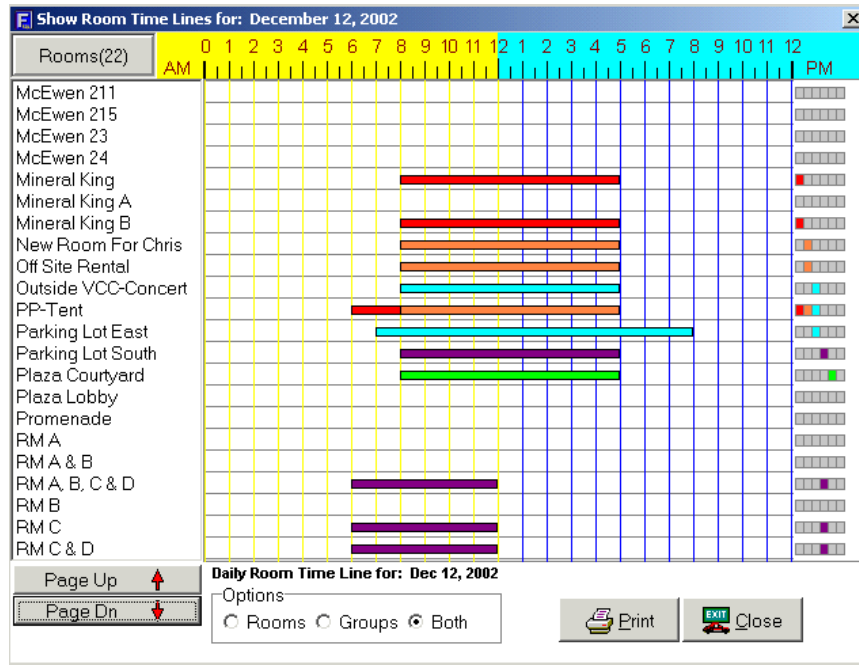 Show Room Time Lines for: December 12, 2002
Rooms(22)
AM
0 1 2 3 4 5 6 7 8 9 10 11 12 1 2 3 4 5 6 7 8 9 10 11 12
PM
McEwen 211
McEwen 215
McEwen 23
McEwen 24
Mineral King
Mineral King A
Mineral King B
New Room For Chris
Off Site Rental
Outside VCC-Concert
PP-Tent
Parking Lot East
Parking Lot South
Plaza Courtyard
Plaza Lobby
Promenade
RM A
RM A & B
RM A, B, C & D
RM B
RM C
RM C & D
Page Up
Page Dn
Daily Room Time Line for: Dec 12, 2002
Options
Rooms Groups Both
Print
EXIT
Close